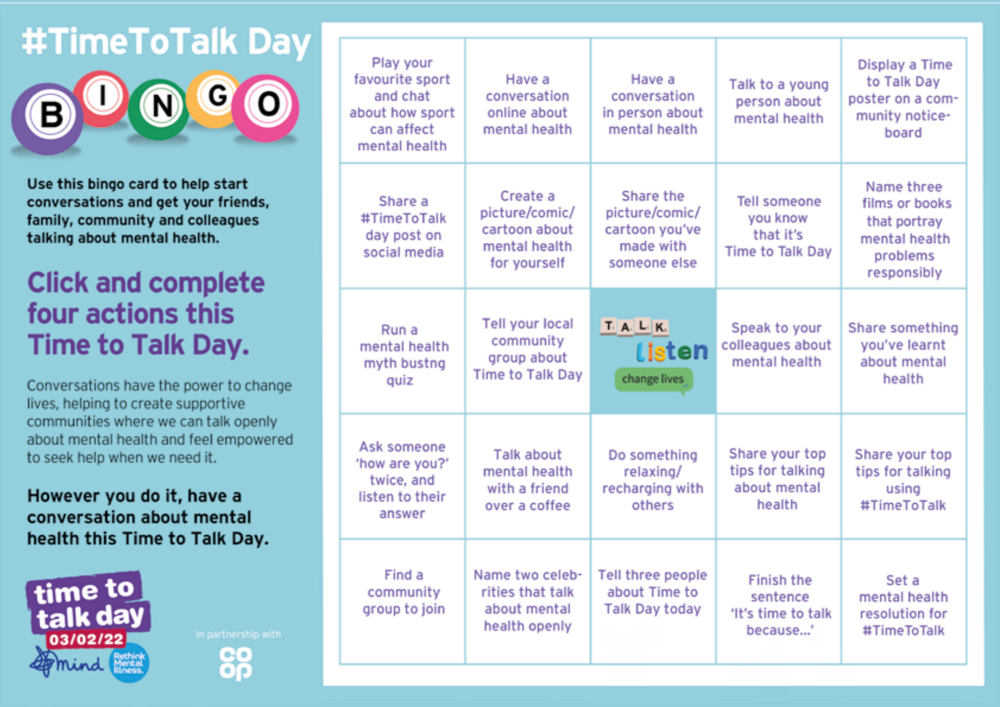 #TimeToTalk Day
B I N G O
Use this bingo card to help start
conversations and get your friends,
family, community and colleagues
talking about mental health.
Click and complete
four actions this
Time to Talk Day.
Conversations have the power to change
lives, helping to create supportive
communities where we can talk openly
about mental health and feel empowered
to seek help when we need it.
However you do it, have a
conversation about mental
health this Time to Talk Day.
time to
talk day
03/02/22
mind
Rethink
Mental
Illness.
In partnership with
CO
OP
Play your
favourite sport
and chat
about how sport
can affect
mental health
Have a
conversation
online about
mental health
Have a
conversation
in person about
mental health
Talk to a young
person about
mental health
Display a Time
to Talk Day
poster on a com-
munity notice-
board
Share a
#TimeToTalk
day post on
social media
Create a
picture/comic/
cartoon about
mental health
for yourself
Share the
picture/comic/
cartoon you've
made with
someone else
Tell someone
you know
that it's
Time to Talk Day
Name three
films or books
that portray
mental health
problems
responsibly
Run a
mental health
myth bustng
quiz
Tell your local
community
group about
Time to Talk Day
TALK
listen
change lives
Speak to your
colleagues about
mental health
Share something
you've learnt
about mental
health
Ask someone
'how are you?'
twice, and
listen to their
answer
Talk about
mental health
with a friend
over a coffee
Do something
relaxing/
recharging with
others
Share your top
tips for talking
about mental
health
Share your top
tips for talking
using
#TimeToTalk
Find a
community
group to join
Name two celeb-
rities that talk
about mental
health openly
Tell three people
about Time to
Talk Day today
Finish the
sentence
'It's time to talk
because...'
Set a
mental health
resolution for
#TimeToTalk